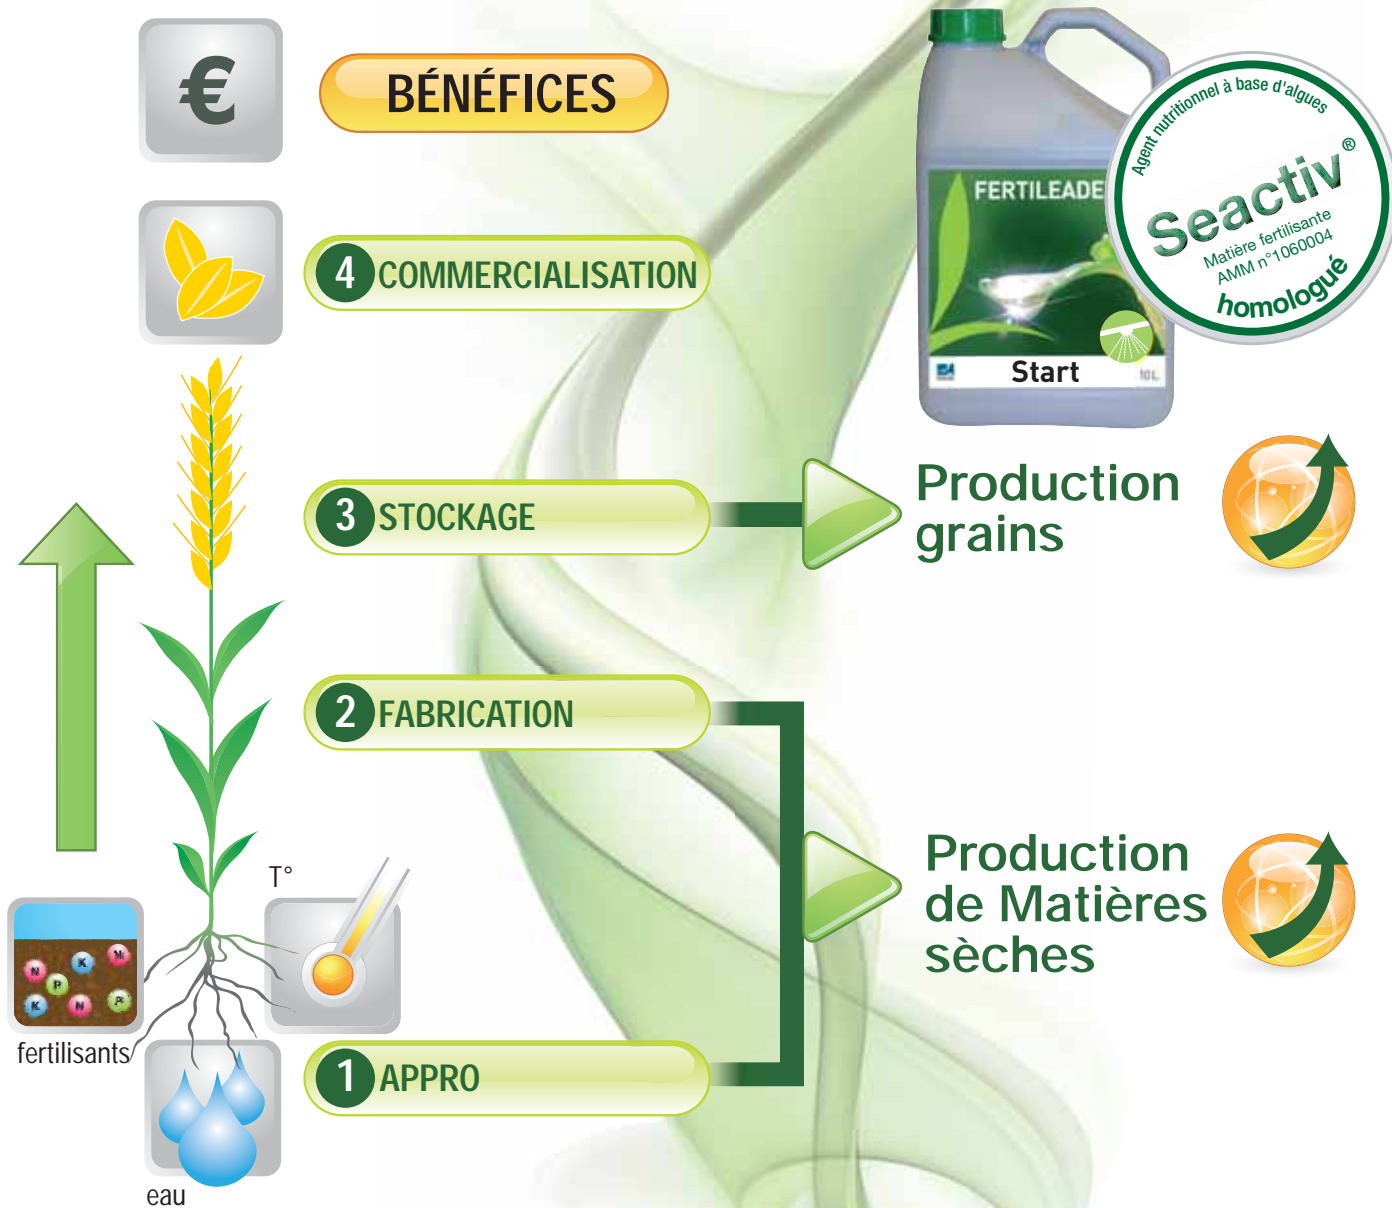 €
BÉNÉFICES
4 COMMERCIALISATION
3 STOCKAGE
2 FABRICATION
1 APPRO
T°
N K N
P
K N P
fertilisants
eau
FERTILEADE
Start
10L
Agent nutritionnel à base d'algues
Seactiv®
Matière fertilisante
AMM n°1060004
homologué
Production
grains
Production
de Matières
sèches